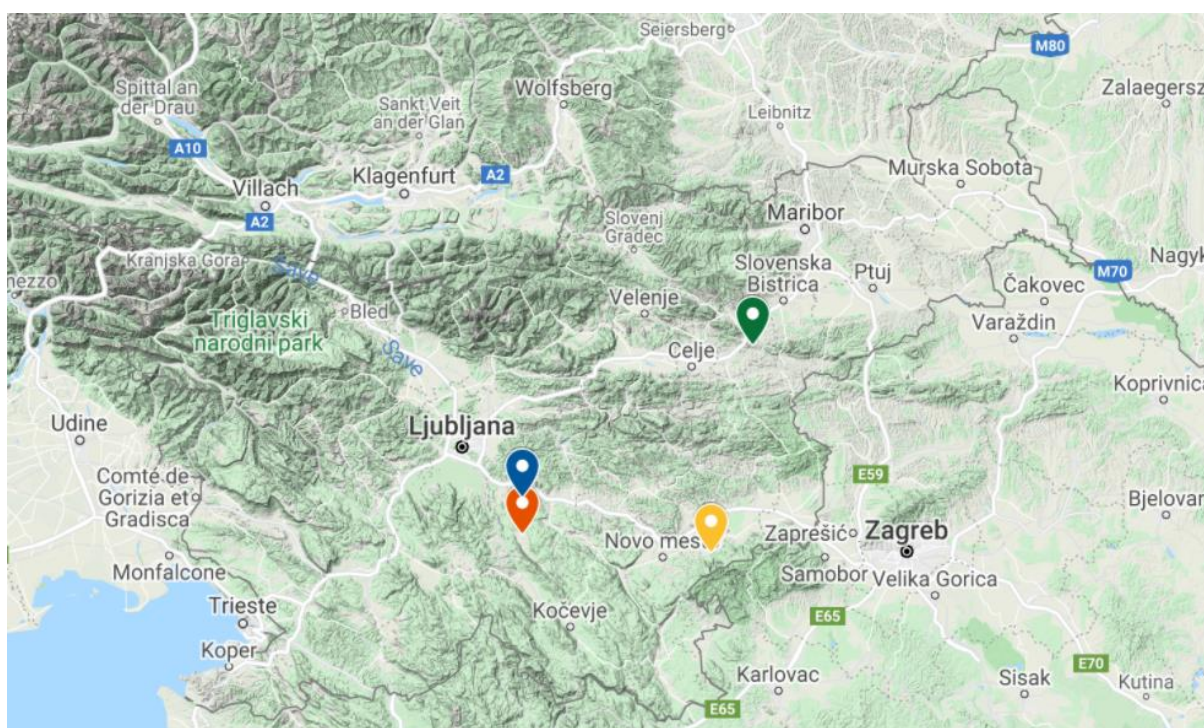 Seiersberg
M80
Spittal an
der Drau
Wolfsberg
Zalaegersz
Sankt Veit
an der Glan
Leibnitz
A10
Villach
Klagenfurt
A2
Murska Sobota
A2
Slovenj
Gradec
Maribor
Kranjska Gora
Save
Slovenska
Bistrica
Ptuj
M70
Nagyk
nezzo
Bled
Velenje
Čakovec
Triglavski
narodni park
Save
Celje
Varaždin
Koprivnica
Udine
Ljubljana
Comté de
Gorizia et
Gradisca
E59
Bjelovar
Novo mes
Zaprešić
Zagreb
Monfalcone
Samobor
Velika Gorica
Trieste
Kočevje
E65
Koper
Karlovac
Sisak
E70
Kutina
E65